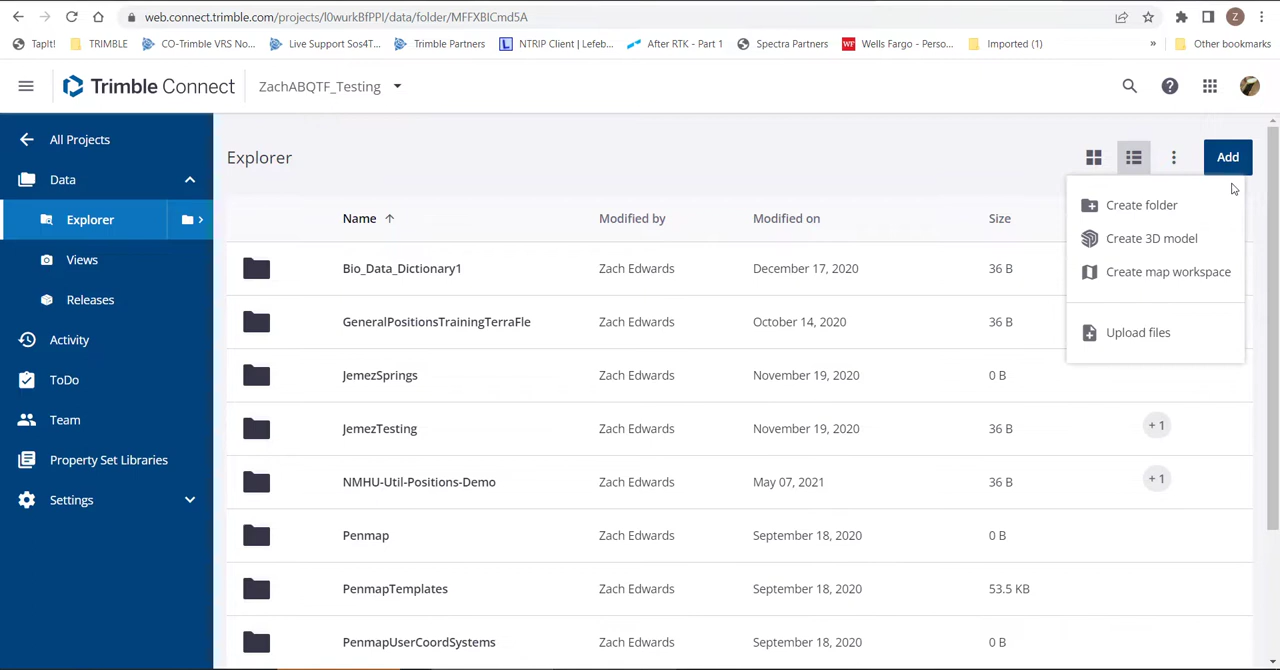 web.connect.trimble.com/projects/l0wurkBfPPI/data/folder/MFFXBICmd5A
Z
TapIt! TRIMBLE CO-Trimble VRS No... Live Support Sos4T... Trimble Partners NTRIP Client | Lefeb... After RTK - Part 1 Spectra Partners WF Wells Fargo - Perso... Imported (1) » Other bookmarks
Trimble Connect ZachABQTF_Testing
All Projects
Data
Explorer
Views
Releases
Activity
ToDo
Team
Property Set Libraries
Settings
Explorer
Add
Create folder
Create 3D model
Create map workspace
Upload files
Name Modified by Modified on Size
Bio_Data_Dictionary1 Zach Edwards December 17, 2020 36 B
GeneralPositionsTrainingTerraFle Zach Edwards October 14, 2020 36 B
JemezSprings Zach Edwards November 19, 2020 0 B
JemezTesting Zach Edwards November 19, 2020 36 B + 1
NMHU-Util-Positions-Demo Zach Edwards May 07, 2021 36 B + 1
Penmap Zach Edwards September 18, 2020 0 B
PenmapTemplates Zach Edwards September 18, 2020 53.5 KB
PenmapUserCoordSystems Zach Edwards September 18, 2020 0 B